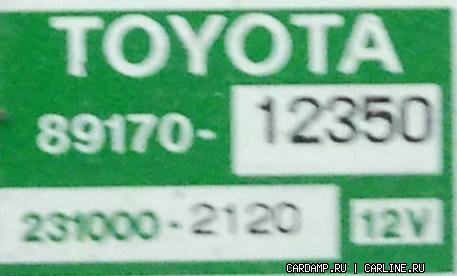 TOYOTA
89170-12350
231000-2120 12V
CARDAMP.RU | CARLINE.RU